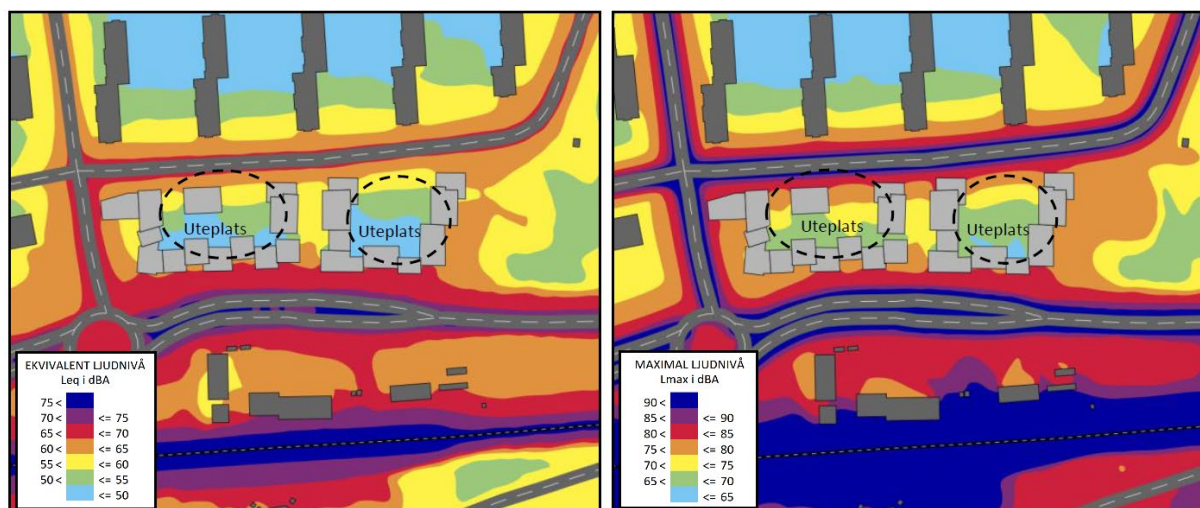 Uteplats
Uteplats
EKVIVALENT LJUDNIVÅ
Leq i dBA
75 <
70 < <= 75
65 < <= 70
60 < <= 65
55 < <= 60
50 < <= 55
<= 50
Uteplats
Uteplats
MAXIMAL LJUDNIVÅ
Lmax i dBA
90 <
85 < <= 90
80 < <= 85
75 < <= 80
70 < <= 75
65 < <= 70
<= 65